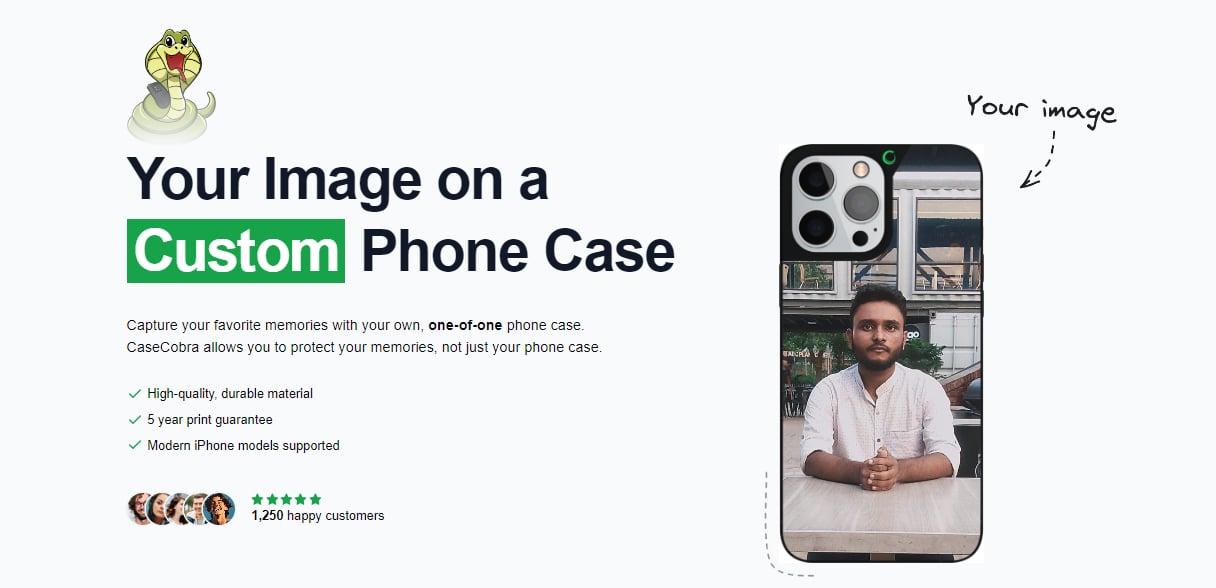 Your Image on a
Custom Phone Case
Capture your favorite memories with your own, one-of-one phone case.
CaseCobra allows you to protect your memories, not just your phone case.
High-quality, durable material
5 year print guarantee
Modern iPhone models supported
1,250 happy customers
Your image